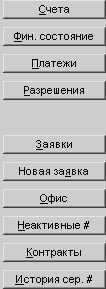 Счета
Фин. состояние
Платежи
Разрешения
Заявки
Новая заявка
Офис
Неактивные #
Контракты
История сер. #